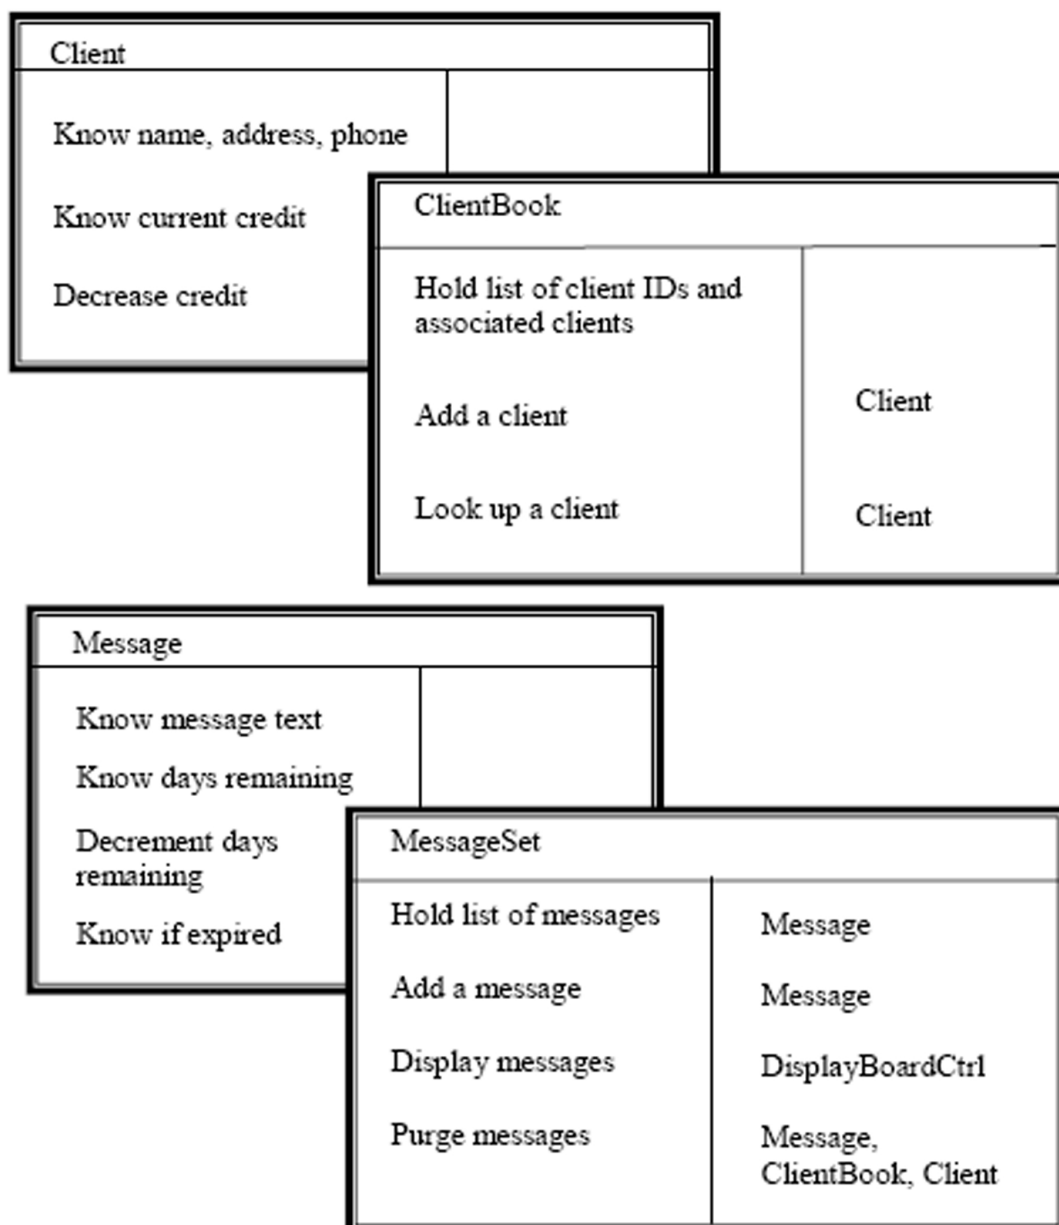 Client
Know name, address, phone
Know current credit
Decrease credit
ClientBook
Hold list of client IDs and
associated clients
Add a client
Client
Look up a client
Client
Message
Know message text
Know days remaining
Decrement days
remaining
Know if expired
MessageSet
Hold list of messages
Message
Add a message
Message
Display messages
DisplayBoardCtrl
Purge messages
Message,
ClientBook, Client